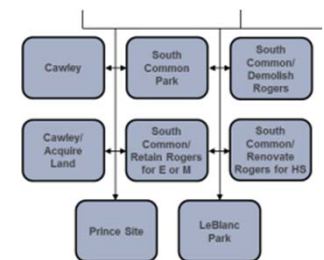 Cawley
South
Common
Park
South
Common/
Demolish
Rogers
Cawley/
Acquire
Land
South
Common/
Retain Rogers
for E or M
South
Common/
Renovate
Rogers for HS
Prince Site
LeBlanc
Park